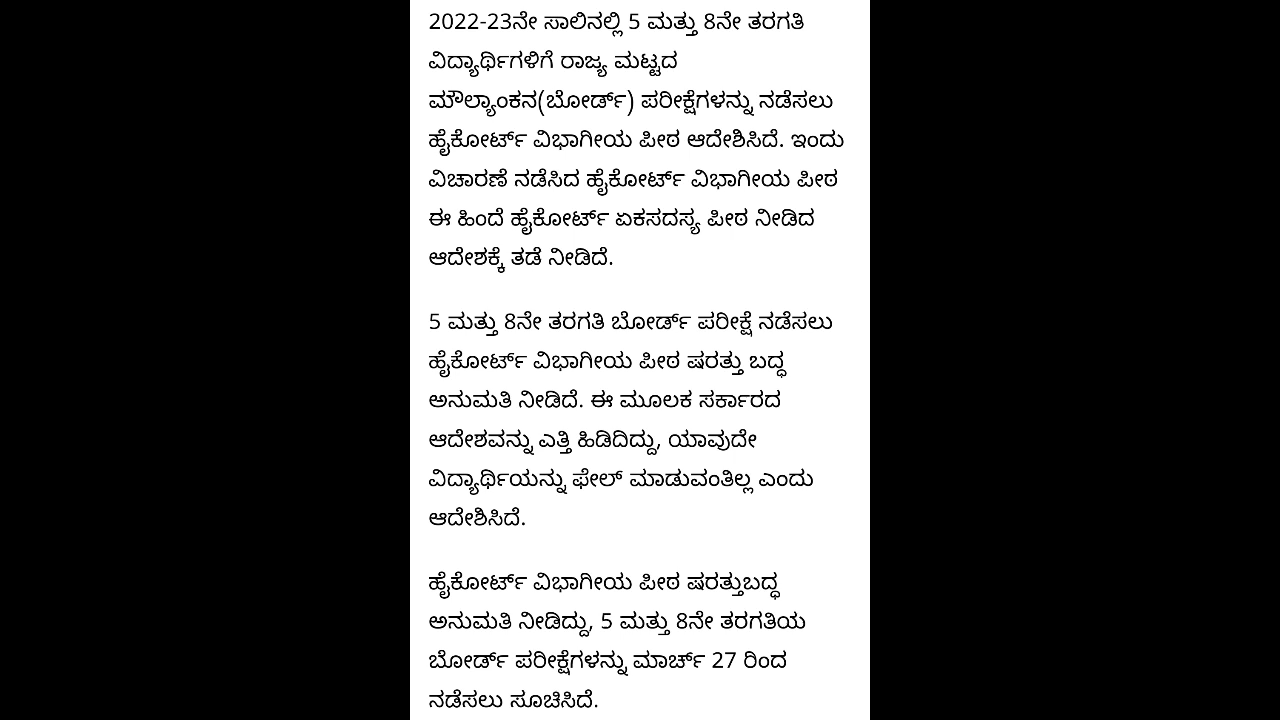 2022-23ನೇ ಸಾಲಿನಲ್ಲಿ 5 ಮತ್ತು 8ನೇ ತರಗತಿ
ವಿದ್ಯಾರ್ಥಿಗಳಿಗೆ ರಾಜ್ಯ ಮಟ್ಟದ
ಮೌಲ್ಯಾಂಕನ(ಬೋರ್ಡ್) ಪರೀಕ್ಷೆಗಳನ್ನು ನಡೆಸಲು
ಹೈಕೋರ್ಟ್ ವಿಭಾಗೀಯ ಪೀಠ ಆದೇಶಿಸಿದೆ. ಇಂದು
ವಿಚಾರಣೆ ನಡೆಸಿದ ಹೈಕೋರ್ಟ್ ವಿಭಾಗೀಯ ಪೀಠ
ಈ ಹಿಂದೆ ಹೈಕೋರ್ಟ್ ಏಕಸದಸ್ಯ ಪೀಠ ನೀಡಿದ
ಆದೇಶಕ್ಕೆ ತಡೆ ನೀಡಿದೆ.
5 ಮತ್ತು 8ನೇ ತರಗತಿ ಬೋರ್ಡ್ ಪರೀಕ್ಷೆ ನಡೆಸಲು
ಹೈಕೋರ್ಟ್ ವಿಭಾಗೀಯ ಪೀಠ ಷರತ್ತು ಬದ್ಧ
ಅನುಮತಿ ನೀಡಿದೆ. ಈ ಮೂಲಕ ಸರ್ಕಾರದ
ಆದೇಶವನ್ನು ಎತ್ತಿ ಹಿಡಿದಿದ್ದು, ಯಾವುದೇ
ವಿದ್ಯಾರ್ಥಿಯನ್ನು ಫೇಲ್ ಮಾಡುವಂತಿಲ್ಲ ಎಂದು
ಆದೇಶಿಸಿದೆ.
ಹೈಕೋರ್ಟ್ ವಿಭಾಗೀಯ ಪೀಠ ಷರತ್ತುಬದ್ಧ
ಅನುಮತಿ ನೀಡಿದ್ದು, 5 ಮತ್ತು 8ನೇ ತರಗತಿಯ
ಬೋರ್ಡ್ ಪರೀಕ್ಷೆಗಳನ್ನು ಮಾರ್ಚ್ 27 ರಿಂದ
ನಡೆಸಲು ಸೂಚಿಸಿದೆ.